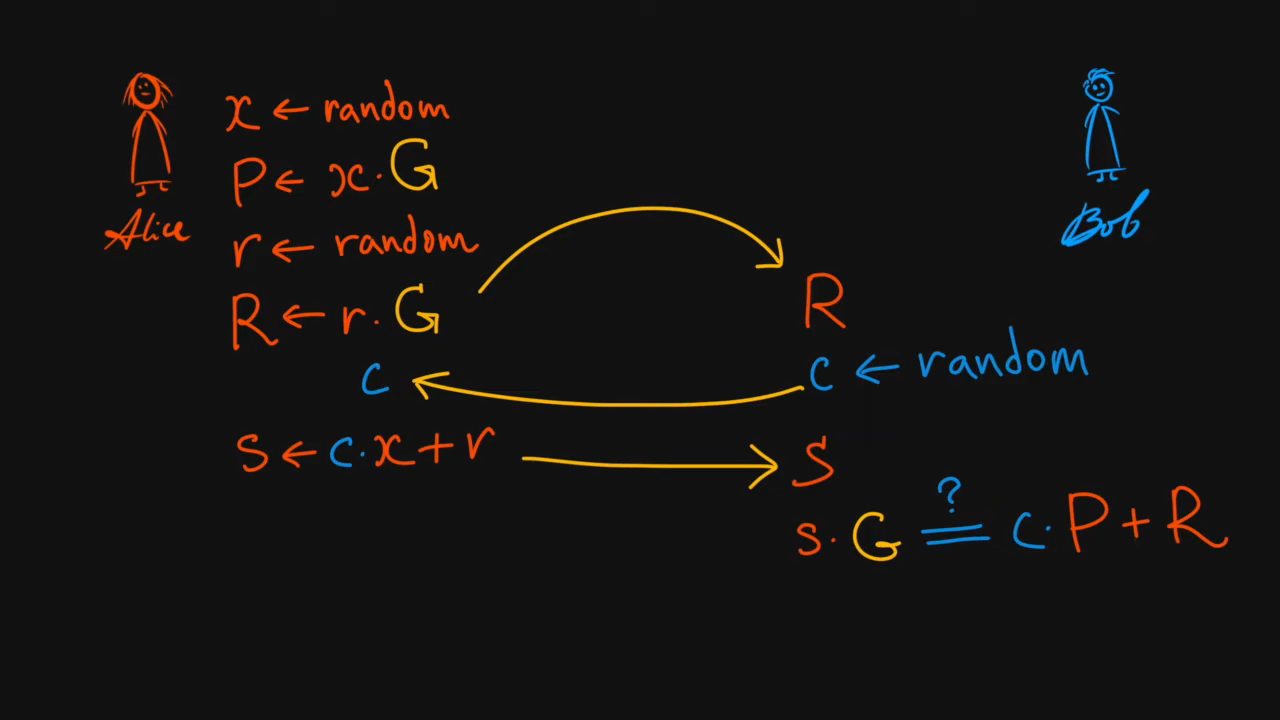 x ← random
P ← x·G
Alice
r ← random
R ← r·G
c
s ← c·x+r
Bob
R
c ← random
s
s·G ?= c·P+R